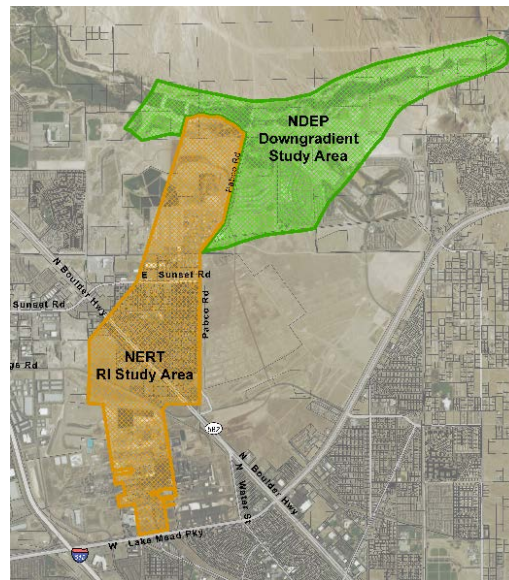 NDEP
Downgradient
Study Area
Pabco Rd
N Boulder Hwy
E Sunset Rd
Sunset Rd
Pabco Rd
NERT
RI Study Area
gs Rd
582
N Boulder Hwy
N Water St
W Lake Mead Pky